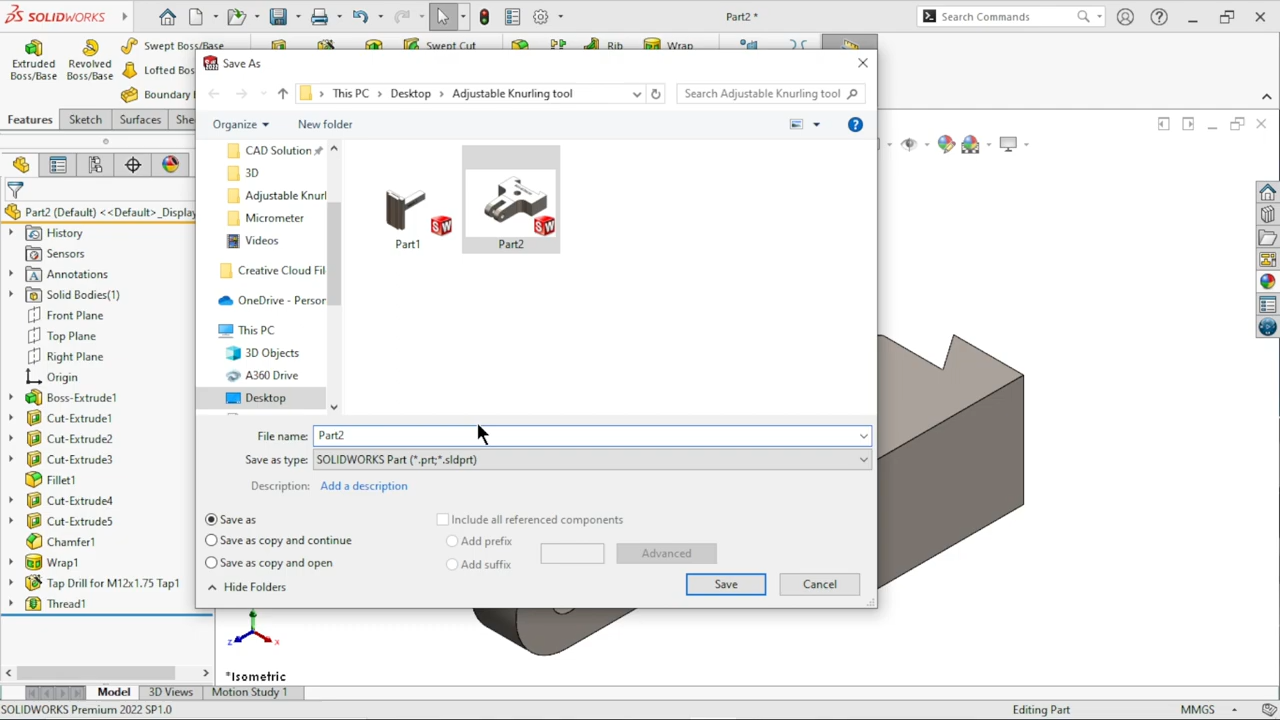 SOLIDWORKS
Part2 *
Search Commands
Extruded
Boss/Base
Revolved
Boss/Base
Swept Boss/Base
Lofted Bos
Boundary
Swept Cut
Rib
Wrap
Features
Sketch
Surfaces
She
Save As
This PC
Desktop
Adjustable Knurling tool
Search Adjustable Knurling tool
Organize
New folder
CAD Solution
3D
Adjustable Knurl
Micrometer
Videos
Creative Cloud Fil
OneDrive - Person
This PC
3D Objects
A360 Drive
Desktop
Part1
Part2
File name:
Part2
Save as type:
SOLIDWORKS Part (*.prt;*.sldprt)
Description:
Add a description
Save as
Save as copy and continue
Save as copy and open
Include all referenced components
Add prefix
Add suffix
Advanced
Hide Folders
Save
Cancel
Part2 (Default) <<Default>_Display
History
Sensors
Annotations
Solid Bodies(1)
Front Plane
Top Plane
Right Plane
Origin
Boss-Extrude1
Cut-Extrude1
Cut-Extrude2
Cut-Extrude3
Fillet1
Cut-Extrude4
Cut-Extrude5
Chamfer1
Wrap1
Tap Drill for M12x1.75 Tap1
Thread1
z
x
*Isometric
Model
3D Views
Motion Study 1
SOLIDWORKS Premium 2022 SP1.0
Editing Part
MMGS